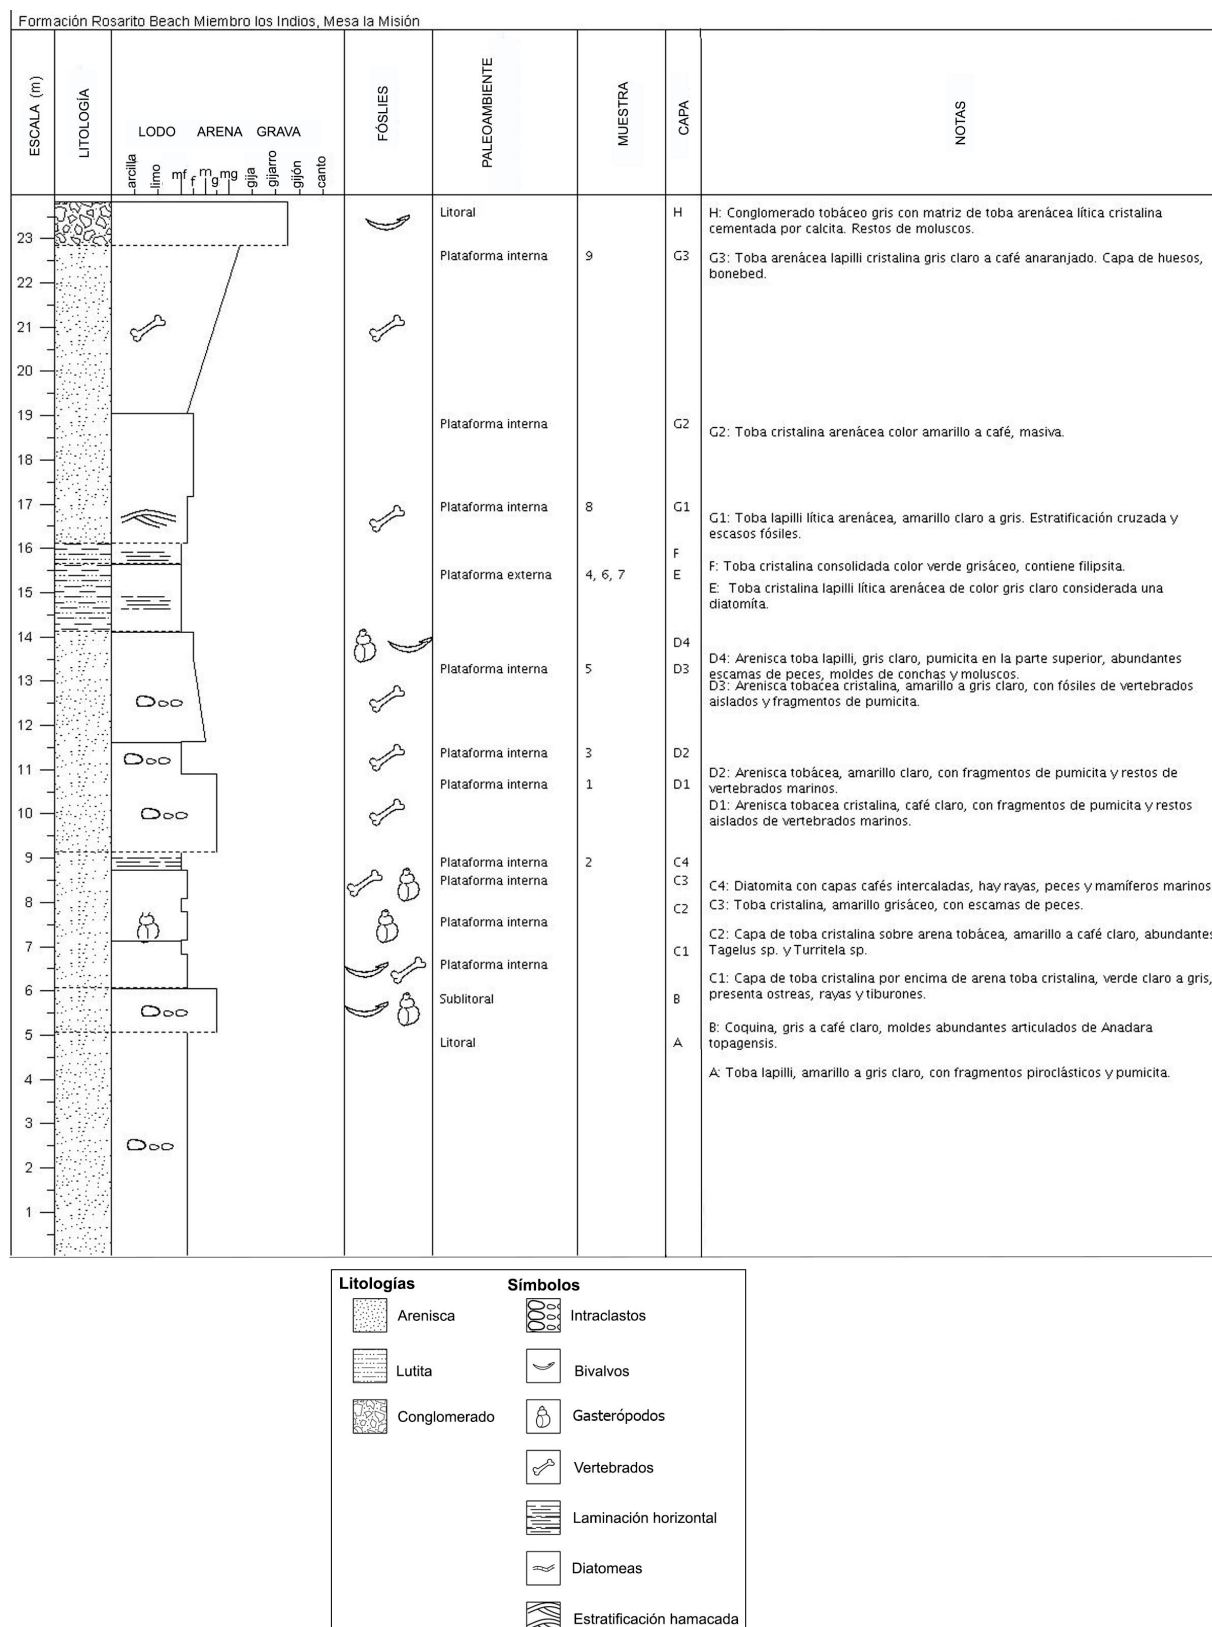 Formación Rosarito Beach Miembro los Indios, Mesa la Misión
ESCALA (m)
LITOLOGÍA
LODO ARENA GRAVA
arcilla
limo
mf
f
m
g
mg
gija
gijarro
gijón
canto
FÓSLIES
PALEOAMBIENTE
MUESTRA
CAPA
NOTAS
23
22
21
20
19
18
17
16
15
14
13
12
11
10
9
8
7
6
5
4
3
2
1
Litoral
Plataforma interna
Plataforma interna
Plataforma interna
Plataforma externa
Plataforma interna
Plataforma interna
Plataforma interna
Plataforma interna
Plataforma interna
Plataforma interna
Plataforma interna
Sublitoral
Litoral
9
8
4, 6, 7
5
3
1
2
H
G3
G2
G1
F
E
D4
D3
D2
D1
C4
C3
C2
C1
B
A
H: Conglomerado tobáceo gris con matriz de toba arenácea lítica cristalina
cementada por calcita. Restos de moluscos.
G3: Toba arenácea lapilli cristalina gris claro a café anaranjado. Capa de huesos,
bonebed.
G2: Toba cristalina arenácea color amarillo a café, masiva.
G1: Toba lapilli lítica arenácea, amarillo claro a gris. Estratificación cruzada y
escasos fósiles.
F: Toba cristalina consolidada color verde grisáceo, contiene filipsita.
E: Toba cristalina lapilli lítica arenácea de color gris claro considerada una
diatomíta.
D4: Arenisca toba lapilli, gris claro, pumicita en la parte superior, abundantes
escamas de peces, moldes de conchas y moluscos.
D3: Arenisca tobacea cristalina, amarillo a gris claro, con fósiles de vertebrados
aislados y fragmentos de pumicita.
D2: Arenisca tobácea, amarillo claro, con fragmentos de pumicita y restos de
vertebrados marinos.
D1: Arenisca tobacea cristalina, café claro, con fragmentos de pumicita y restos
aislados de vertebrados marinos.
C4: Diatomita con capas cafés intercaladas, hay rayas, peces y mamíferos marinos
C3: Toba cristalina, amarillo grisáceo, con escamas de peces.
C2: Capa de toba cristalina sobre arena tobácea, amarillo a café claro, abundantes
Tagelus sp. y Turritela sp.
C1: Capa de toba cristalina por encima de arena toba cristalina, verde claro a gris,
presenta ostreas, rayas y tiburones.
B: Coquina, gris a café claro, moldes abundantes articulados de Anadara
topagensis.
A: Toba lapilli, amarillo a gris claro, con fragmentos piroclásticos y pumicita.
Litologías
Arenisca
Lutita
Conglomerado
Símbolos
Intraclastos
Bivalvos
Gasterópodos
Vertebrados
Laminación horizontal
Diatomeas
Estratificación hamacada